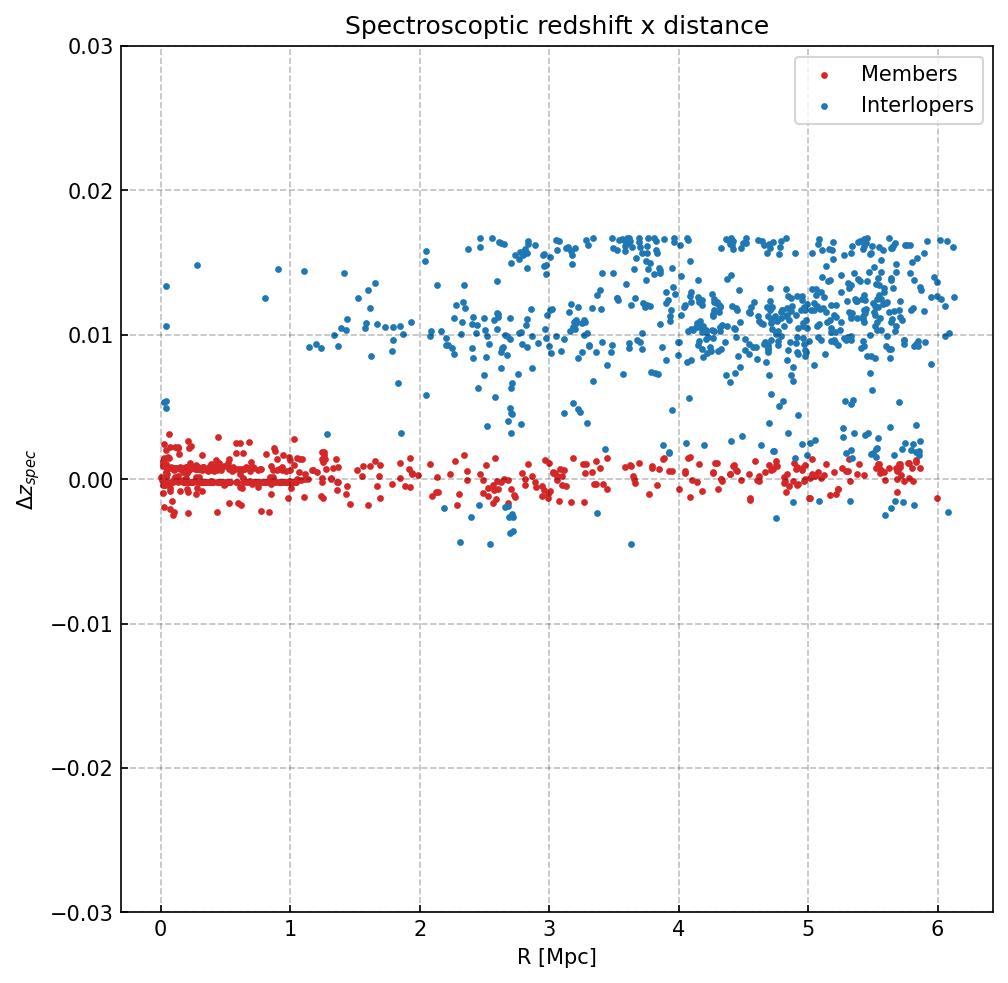 Spectroscoptic redshift x distance
Members
Interlopers
0.03
0.02
0.01
0.00
−0.01
−0.02
−0.03
Δz_spec
0 1 2 3 4 5 6
R [Mpc]